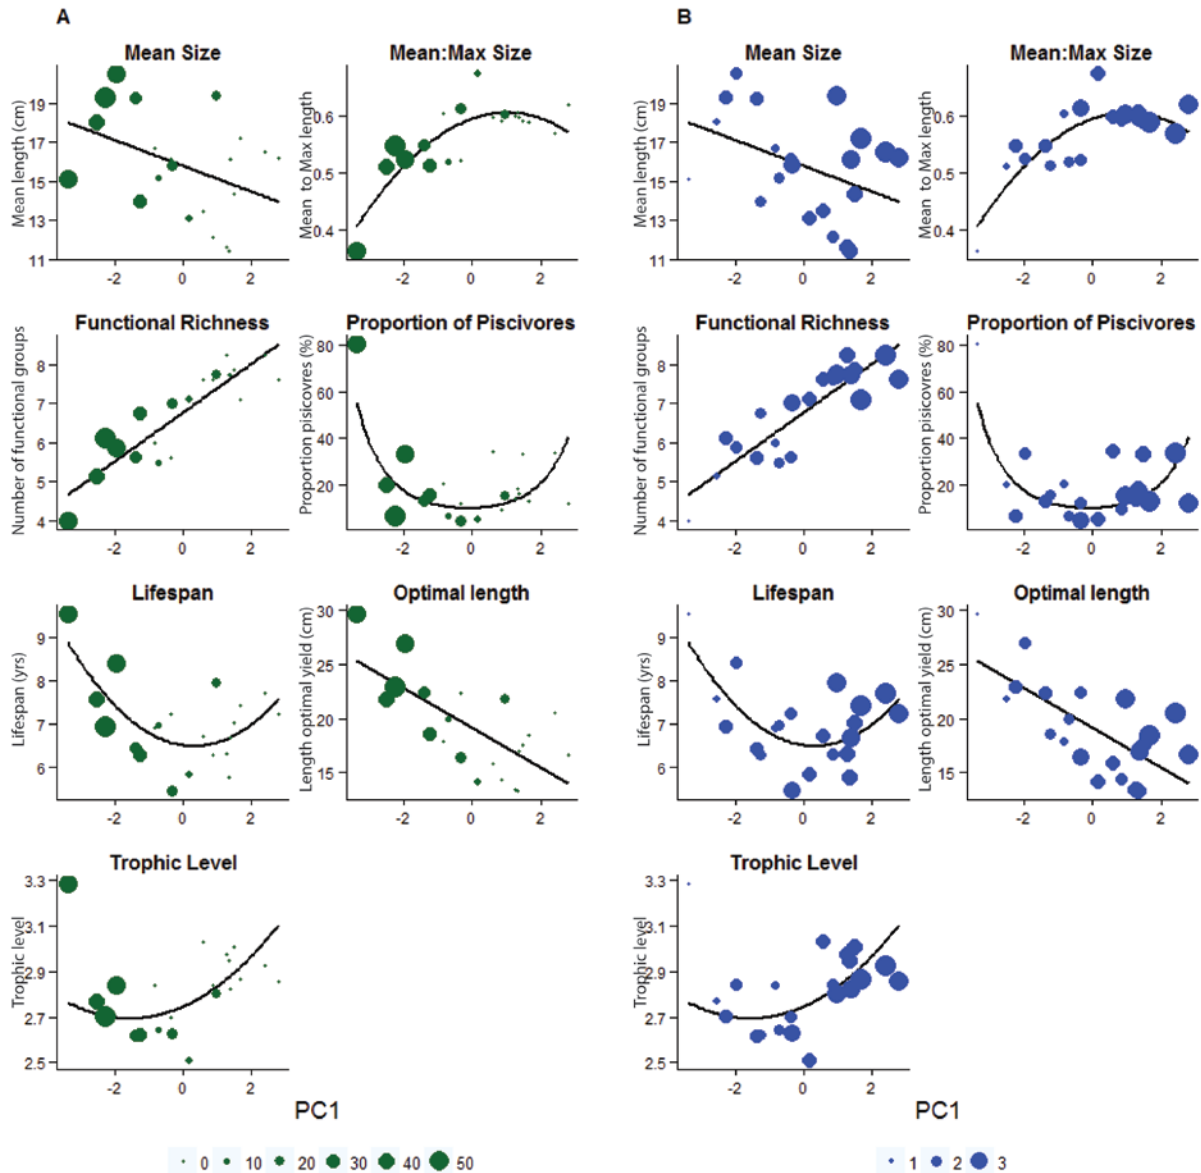 A
Mean Size
Mean length (cm)
19
17
15
13
11
-2 0 2
Mean:Max Size
Mean to Max length
0.6
0.5
0.4
-2 0 2
Functional Richness
Number of functional groups
8
7
6
5
4
-2 0 2
Proportion of Piscivores
Proportion pisicovres (%)
80
60
40
20
-2 0 2
Lifespan
Lifespan (yrs)
9
8
7
6
-2 0 2
Optimal length
Length optimal yield (cm)
30
25
20
15
-2 0 2
Trophic Level
Trophic level
3.3
3.1
2.9
2.7
2.5
-2 0 2
PC1
0 10 20 30 40 50
B
Mean Size
Mean length (cm)
19
17
15
13
11
-2 0 2
Mean:Max Size
Mean to Max length
0.6
0.5
0.4
-2 0 2
Functional Richness
Number of functional groups
8
7
6
5
4
-2 0 2
Proportion of Piscivores
Proportion pisicovres (%)
80
60
40
20
-2 0 2
Lifespan
Lifespan (yrs)
9
8
7
6
-2 0 2
Optimal length
Length optimal yield (cm)
30
25
20
15
-2 0 2
Trophic Level
Trophic level
3.3
3.1
2.9
2.7
2.5
-2 0 2
PC1
1 2 3